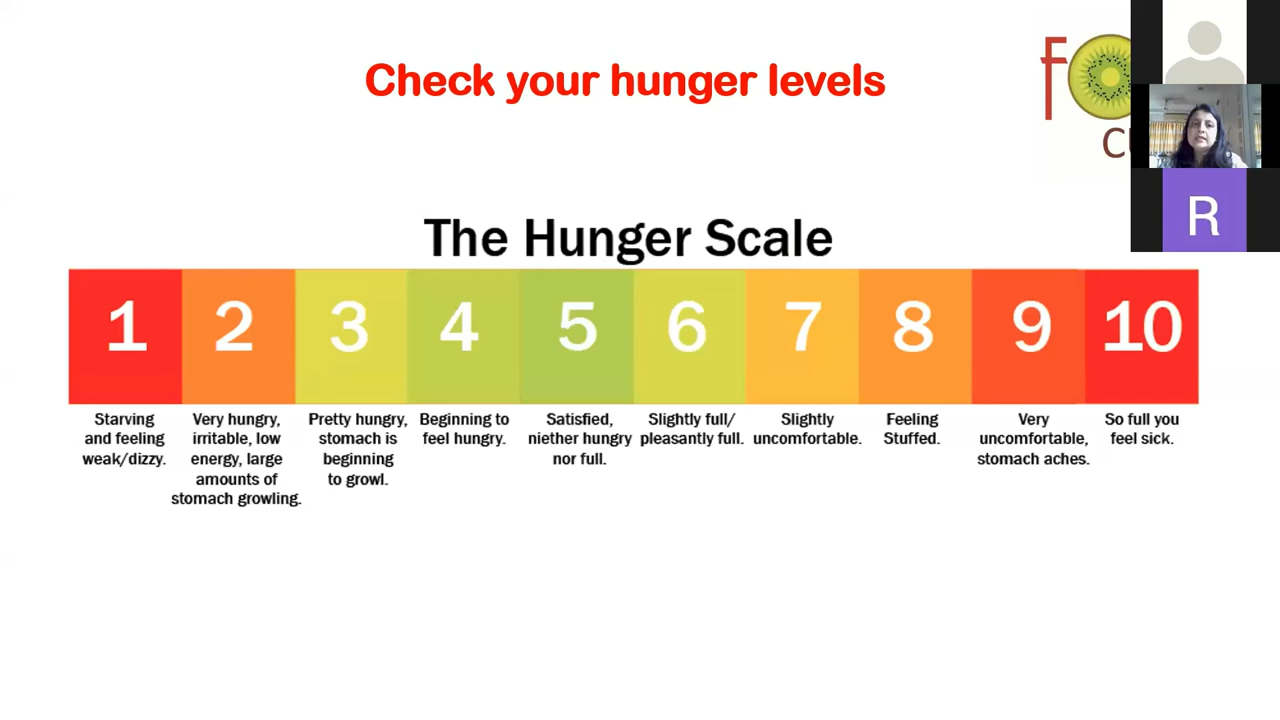 Check your hunger levels
The Hunger Scale
1 2 3 4 5 6 7 8 9 10
Starving
and feeling
weak/dizzy.
Very hungry,
irritable, low
energy, large
amounts of
stomach growling.
Pretty hungry,
stomach is
beginning
to growl.
Beginning to
feel hungry.
Satisfied,
niether hungry
nor full.
Slightly full/
pleasantly full.
Slightly
uncomfortable.
Feeling
Stuffed.
Very
uncomfortable,
stomach aches.
So full you
feel sick.
R